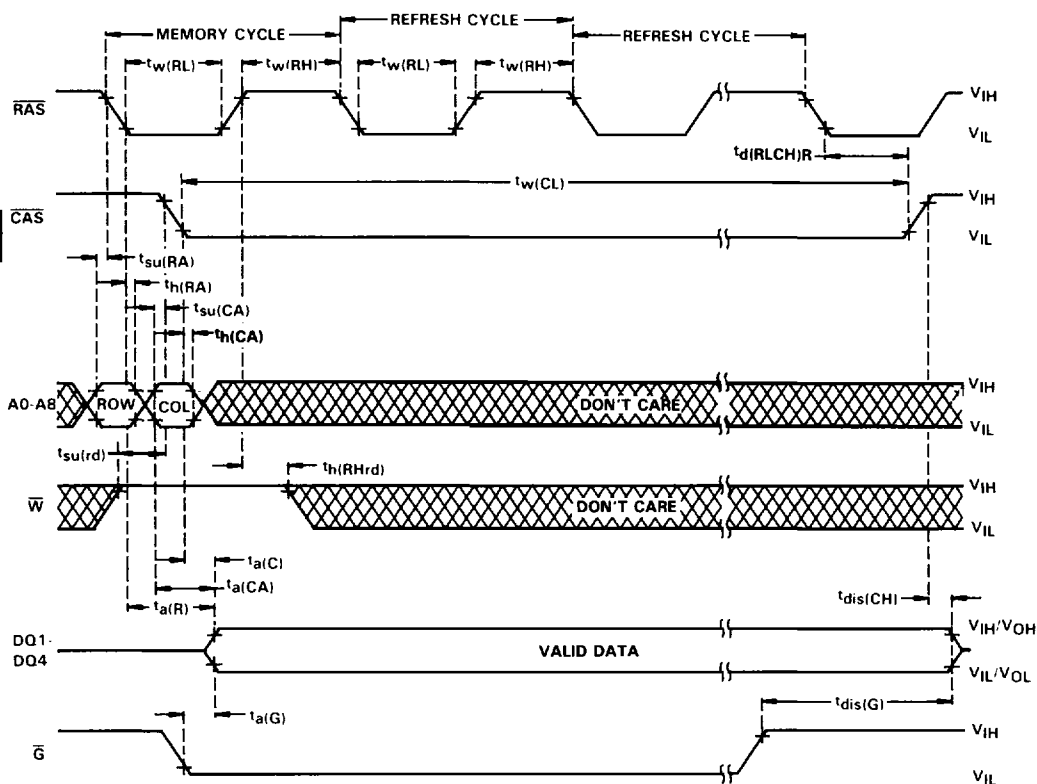 REFRESH CYCLE
MEMORY CYCLE
REFRESH CYCLE
tw(RL) tw(RH) tw(RL) tw(RH)
RAS
VIH
VIL
td(RLCH)R
tw(CL)
CAS
VIH
VIL
tsu(RA)
th(RA)
tsu(CA)
th(CA)
A0-A8
ROW COL DON'T CARE
VIH
VIL
tsu(rd)
th(RHrd)
W
DON'T CARE
VIH
VIL
ta(C)
ta(CA)
ta(R)
tdis(CH)
DQ1-
DQ4
VALID DATA
VIH/VOH
VIL/VOL
ta(G)
tdis(G)
G
VIH
VIL